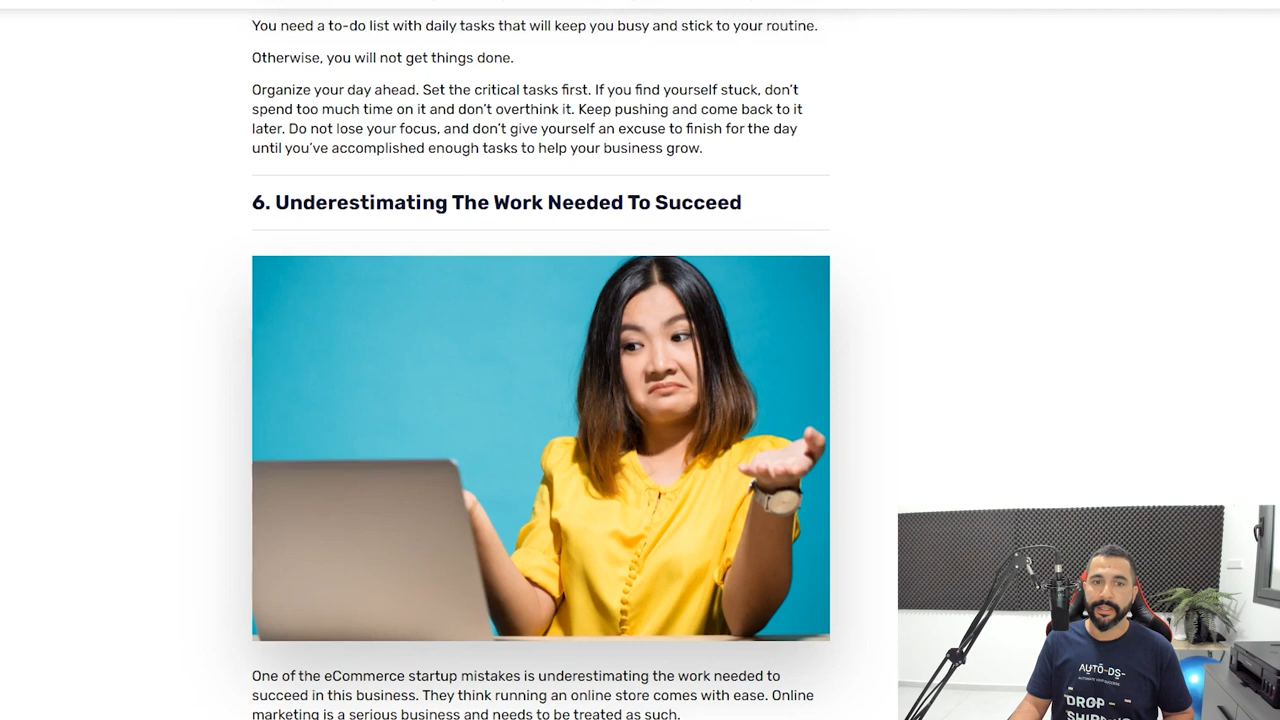 You need a to-do list with daily tasks that will keep you busy and stick to your routine.
Otherwise, you will not get things done.
Organize your day ahead. Set the critical tasks first. If you find yourself stuck, don't
spend too much time on it and don't overthink it. Keep pushing and come back to it
later. Do not lose your focus, and don't give yourself an excuse to finish for the day
until you've accomplished enough tasks to help your business grow.
6. Underestimating The Work Needed To Succeed
One of the eCommerce startup mistakes is underestimating the work needed to
succeed in this business. They think running an online store comes with ease. Online
marketing is a serious business and needs to be treated as such.
AUTO-DS-
DROP